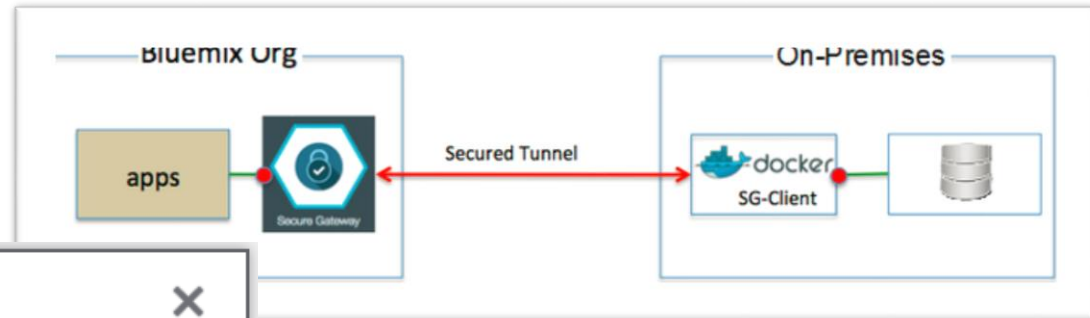 Bluemix Org
On-Premises
apps
Secure Gateway
Secured Tunnel
docker
SG-Client